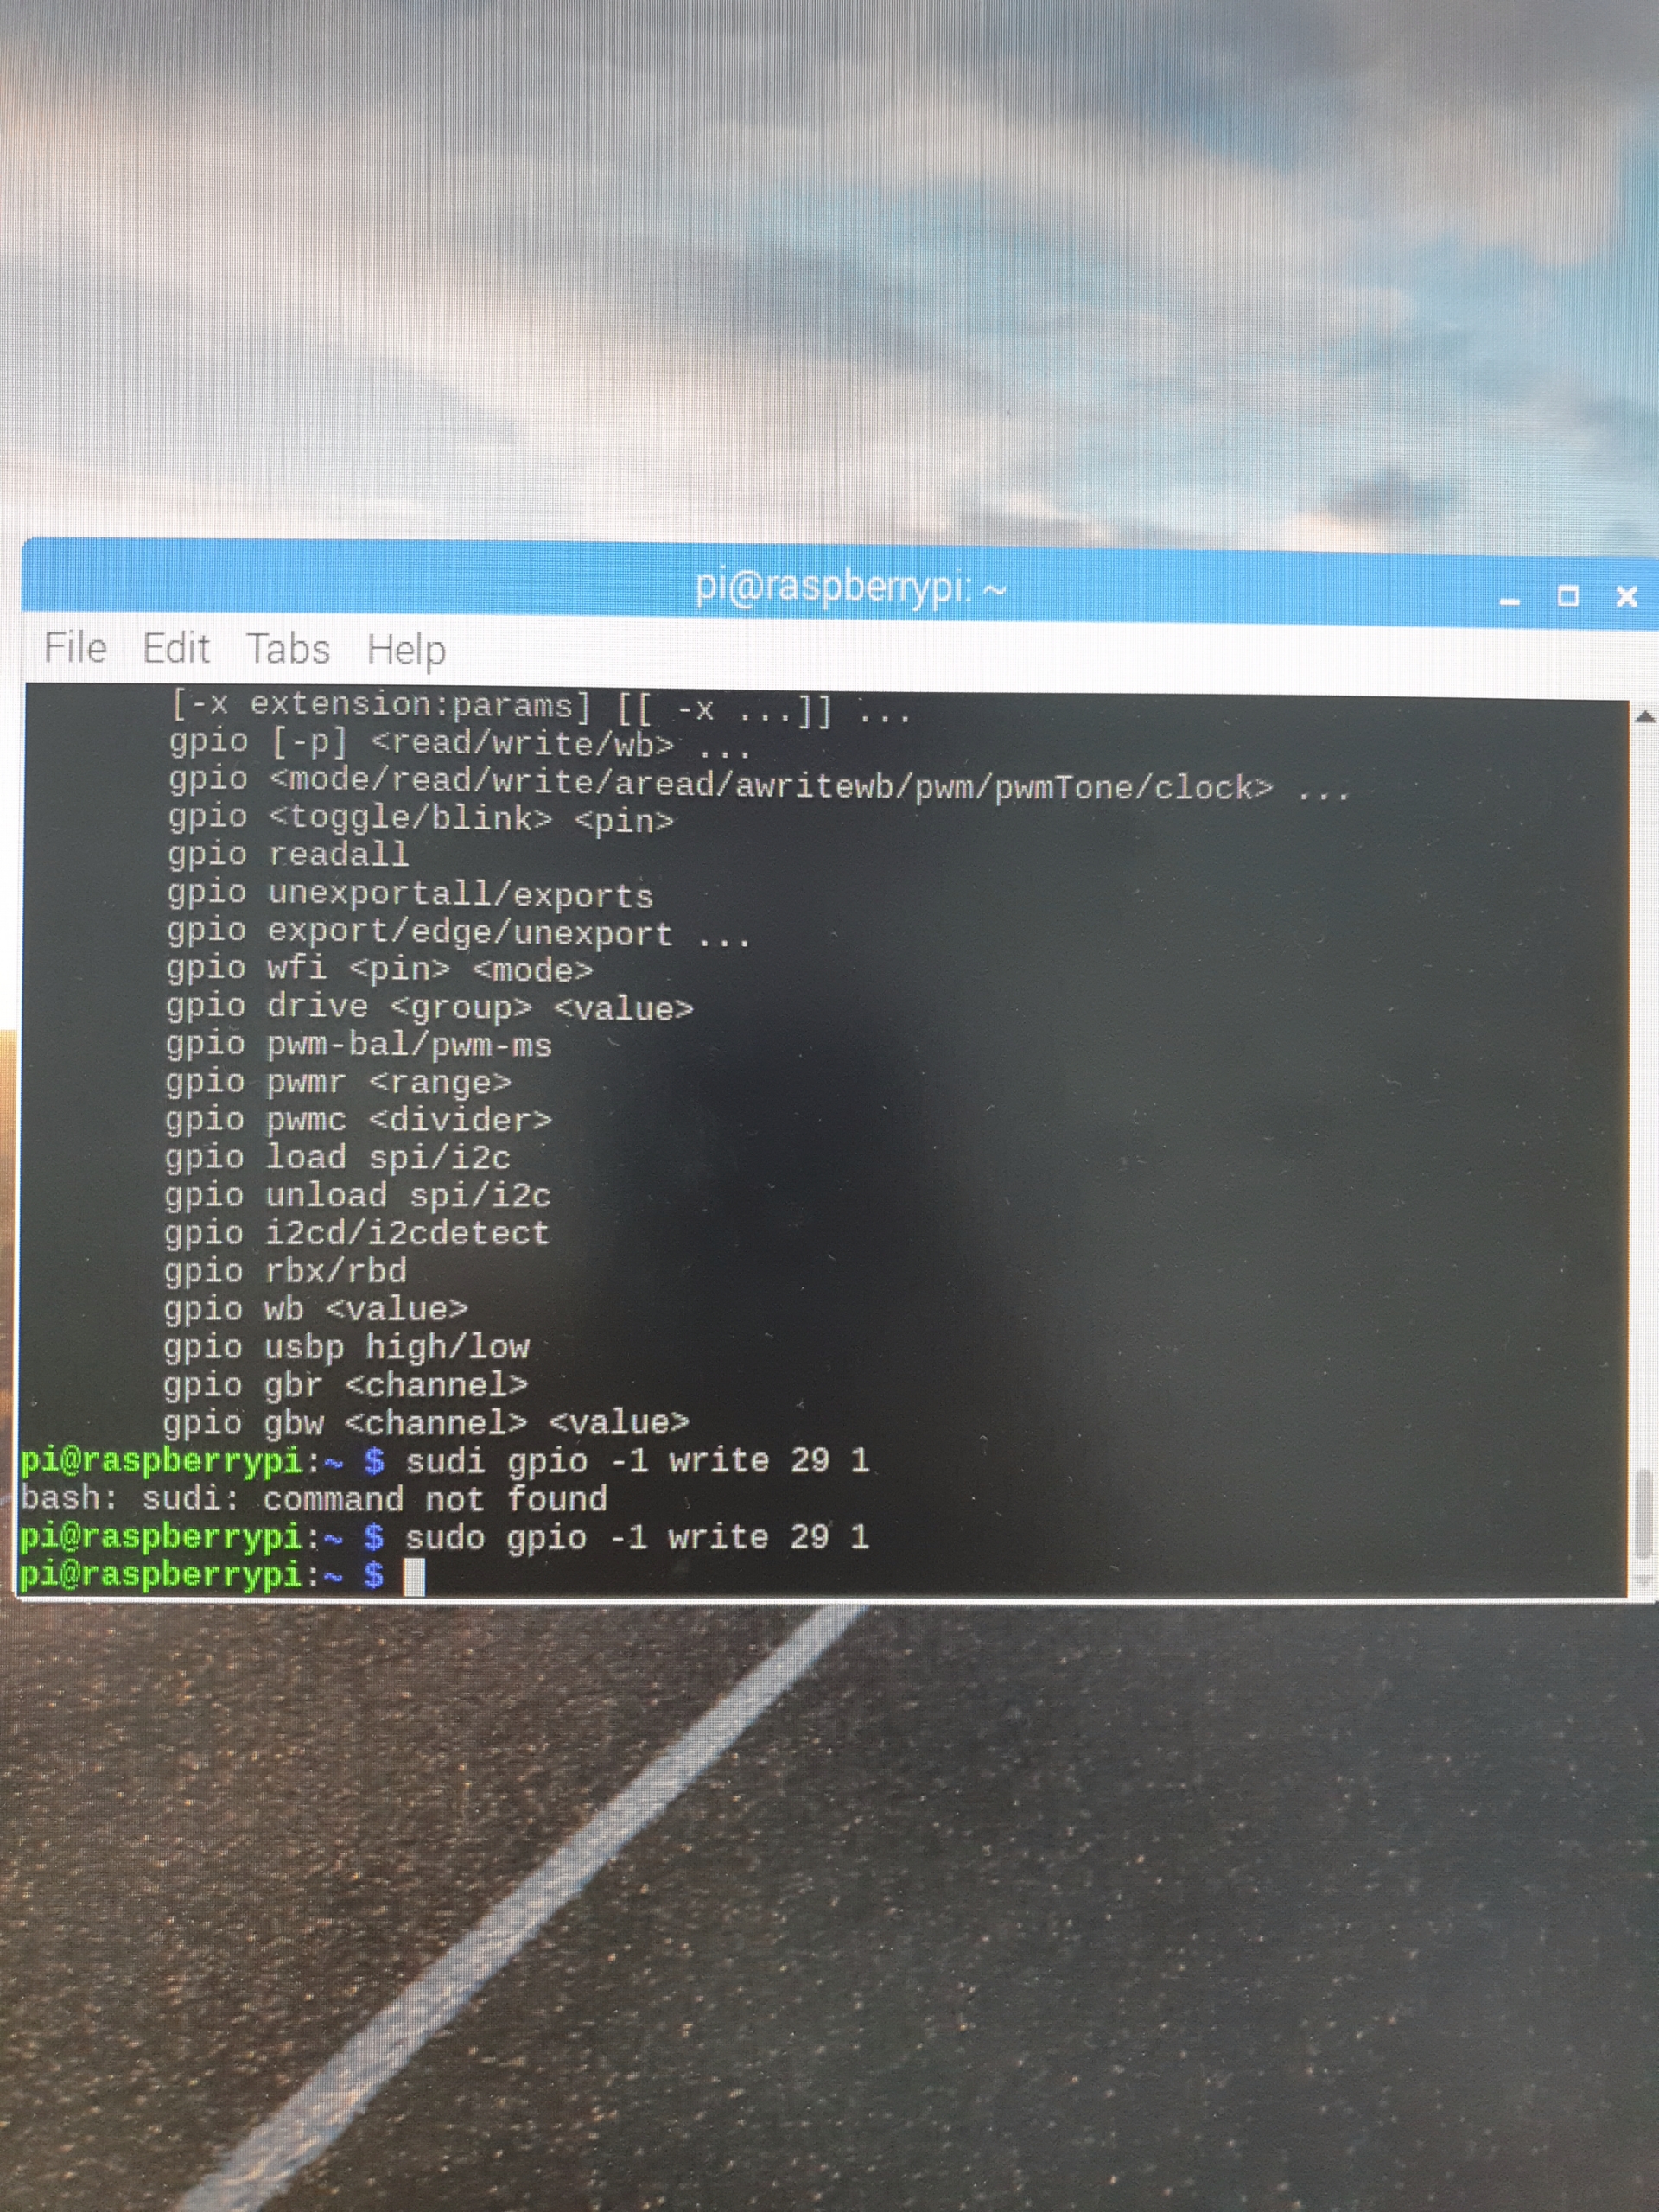 pi@raspberrypi: ~
File Edit Tabs Help
[-x extension:params] [[ -x ...]] ...
gpio [-p] <read/write/wb> ...
gpio <mode/read/write/aread/awritewb/pwm/pwmTone/clock> ...
gpio <toggle/blink> <pin>
gpio readall
gpio unexportall/exports
gpio export/edge/unexport ...
gpio wfi <pin> <mode>
gpio drive <group> <value>
gpio pwm-bal/pwm-ms
gpio pwmr <range>
gpio pwmc <divider>
gpio load spi/i2c
gpio unload spi/i2c
gpio i2cd/i2cdetect
gpio rbx/rbd
gpio wb <value>
gpio usbp high/low
gpio gbr <channel>
gpio gbw <channel> <value>
pi@raspberrypi:~ $ sudi gpio -1 write 29 1
bash: sudi: command not found
pi@raspberrypi:~ $ sudo gpio -1 write 29 1
pi@raspberrypi:~ $